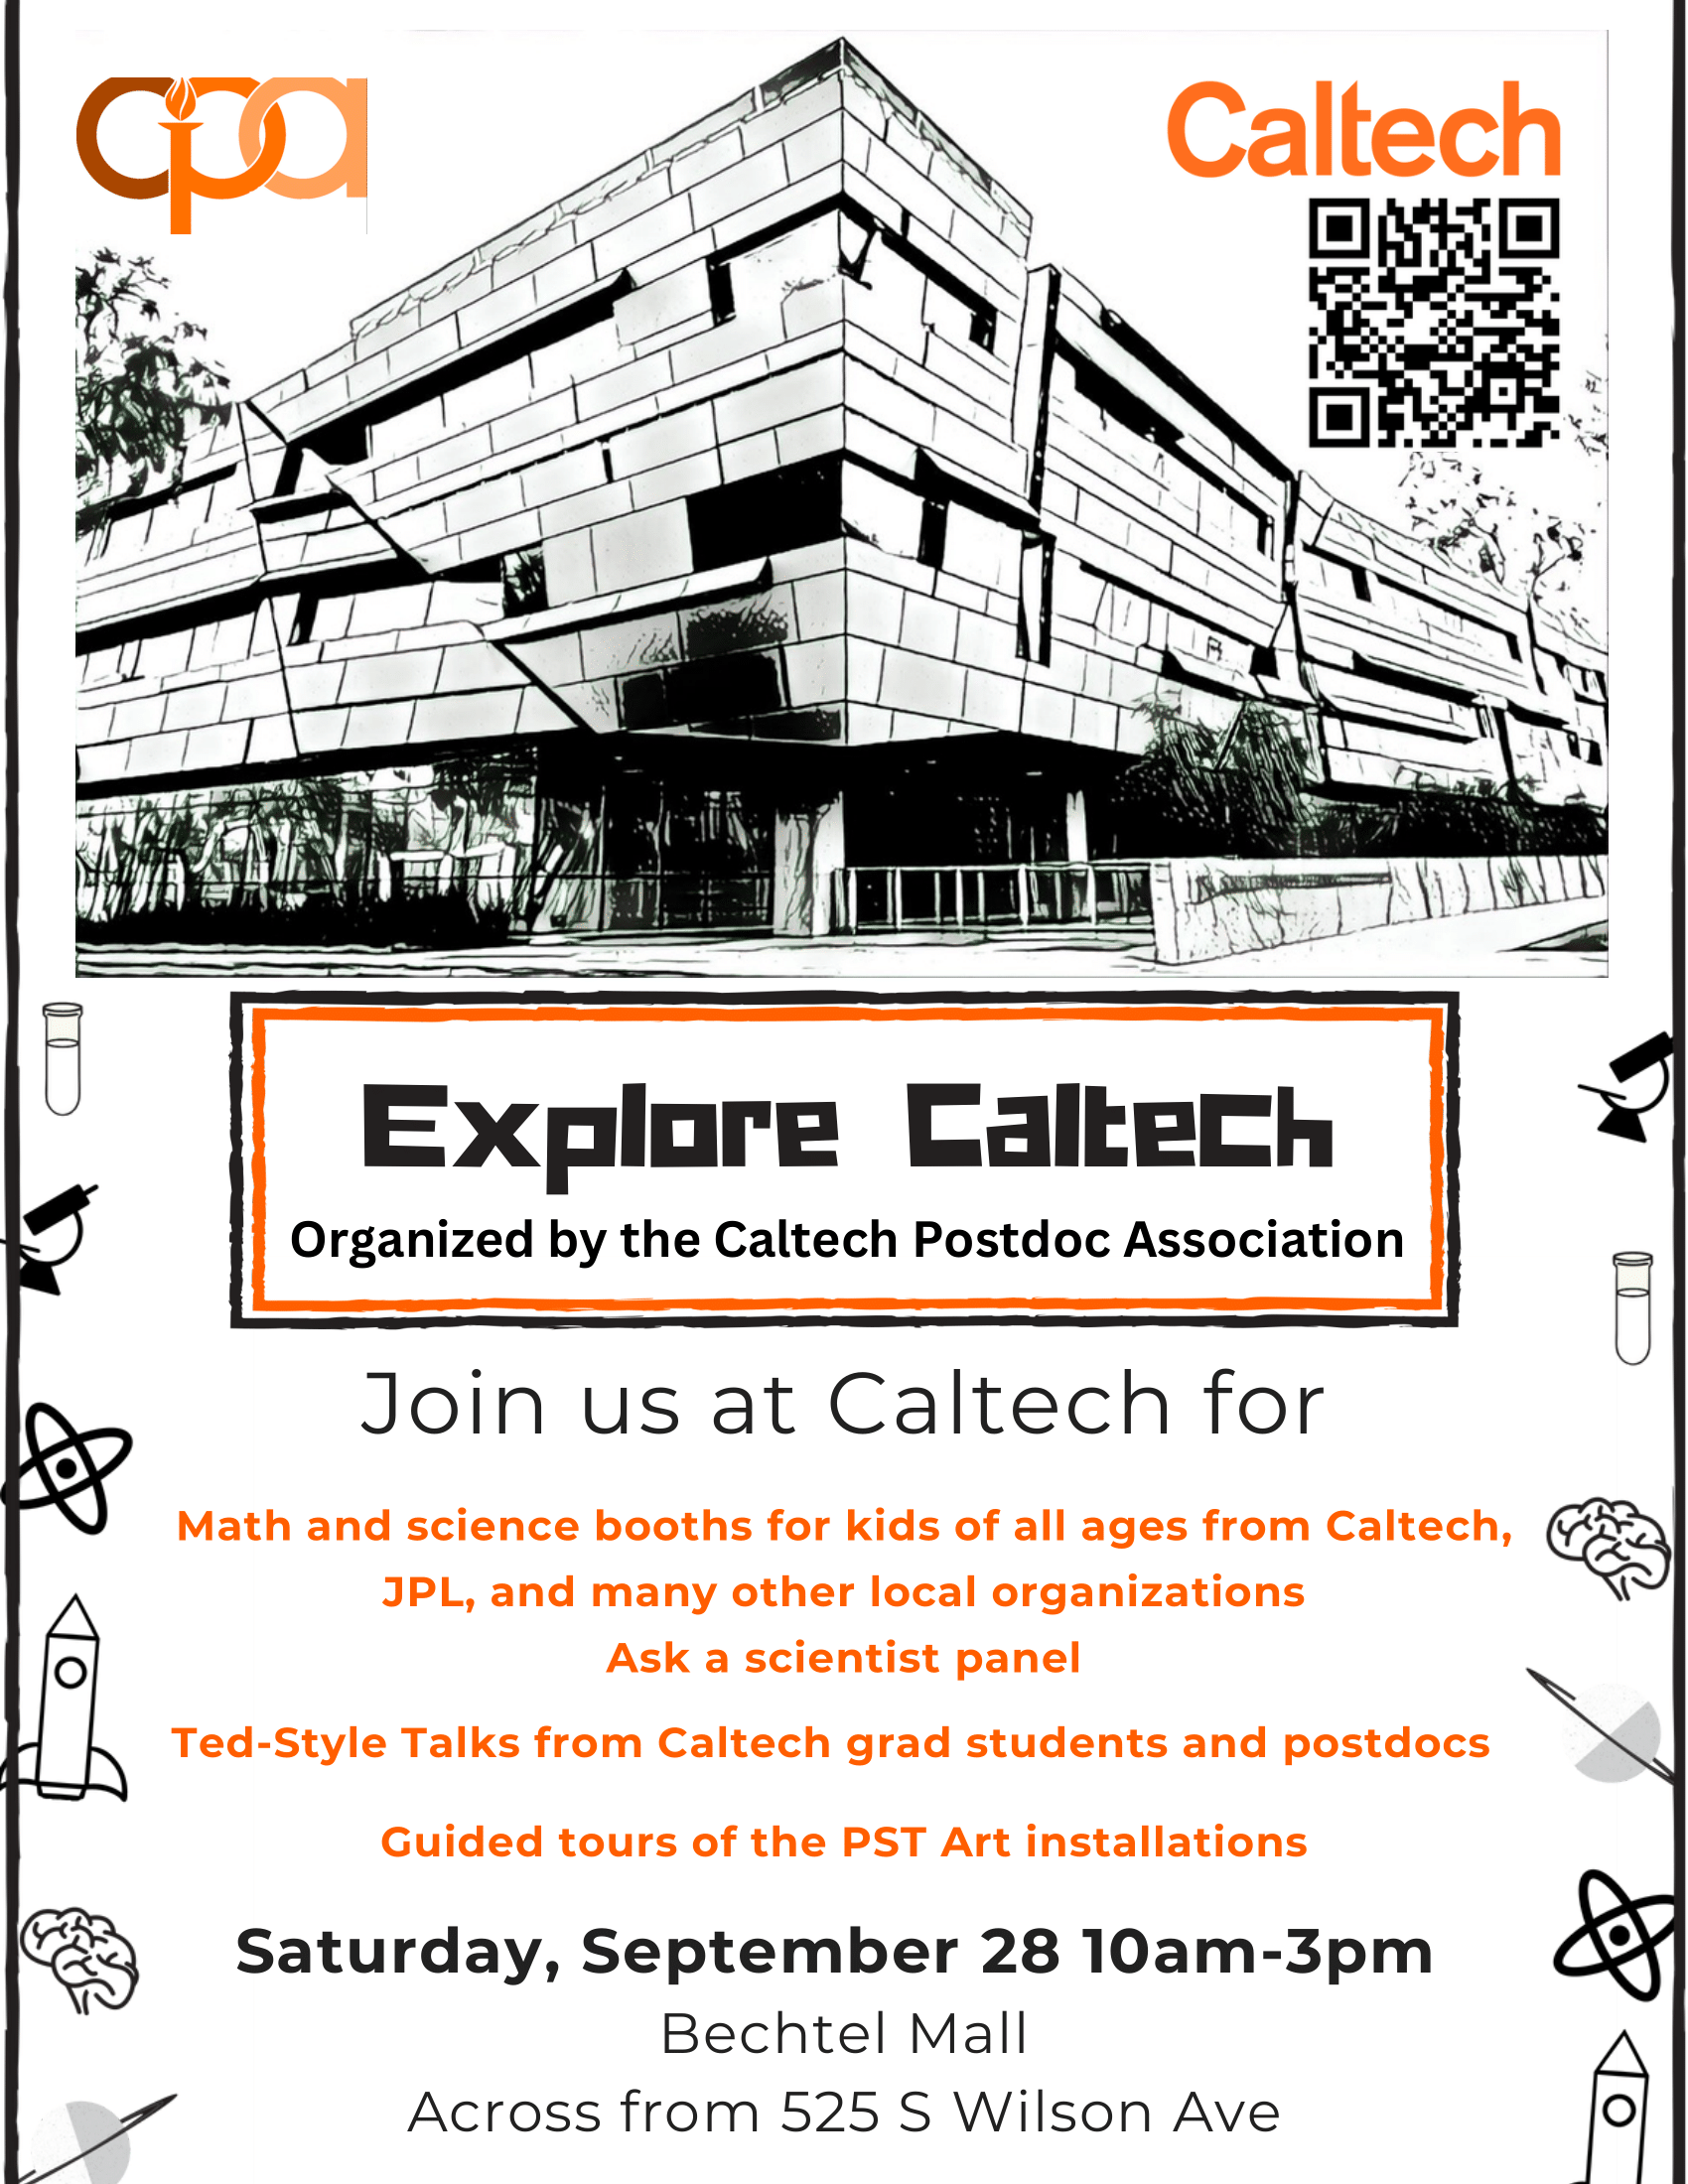 cpa
Caltech
Explore Caltech
Organized by the Caltech Postdoc Association
Join us at Caltech for
Math and science booths for kids of all ages from Caltech,
JPL, and many other local organizations
Ask a scientist panel
Ted-Style Talks from Caltech grad students and postdocs
Guided tours of the PST Art installations
Saturday, September 28 10am-3pm
Bechtel Mall
Across from 525 S Wilson Ave